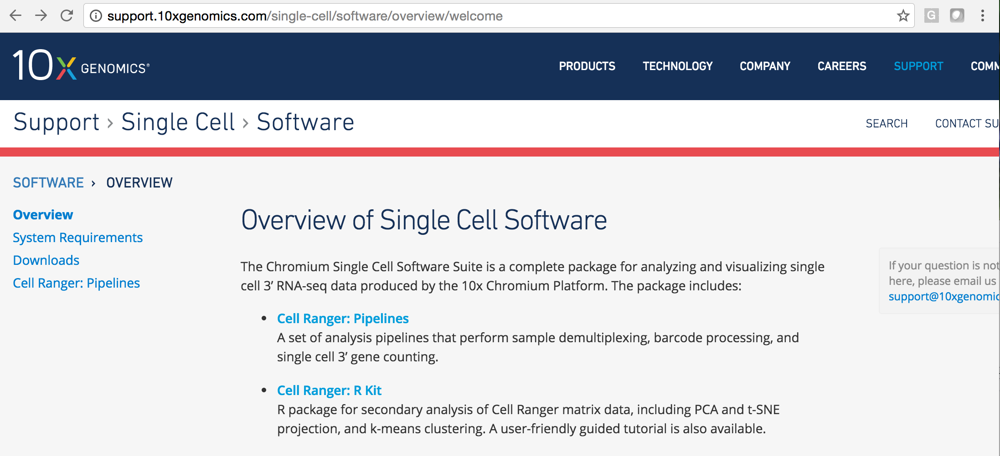 support.10xgenomics.com/single-cell/software/overview/welcome
G
10x GENOMICS®
PRODUCTS TECHNOLOGY COMPANY CAREERS SUPPORT COMM
Support › Single Cell › Software
SEARCH CONTACT SU
SOFTWARE › OVERVIEW
Overview
System Requirements
Downloads
Cell Ranger: Pipelines
Overview of Single Cell Software
The Chromium Single Cell Software Suite is a complete package for analyzing and visualizing single
cell 3’ RNA-seq data produced by the 10x Chromium Platform. The package includes:
• Cell Ranger: Pipelines
A set of analysis pipelines that perform sample demultiplexing, barcode processing, and
single cell 3’ gene counting.
• Cell Ranger: R Kit
R package for secondary analysis of Cell Ranger matrix data, including PCA and t-SNE
projection, and k-means clustering. A user-friendly guided tutorial is also available.
If your question is not
here, please email us
support@10xgenomic